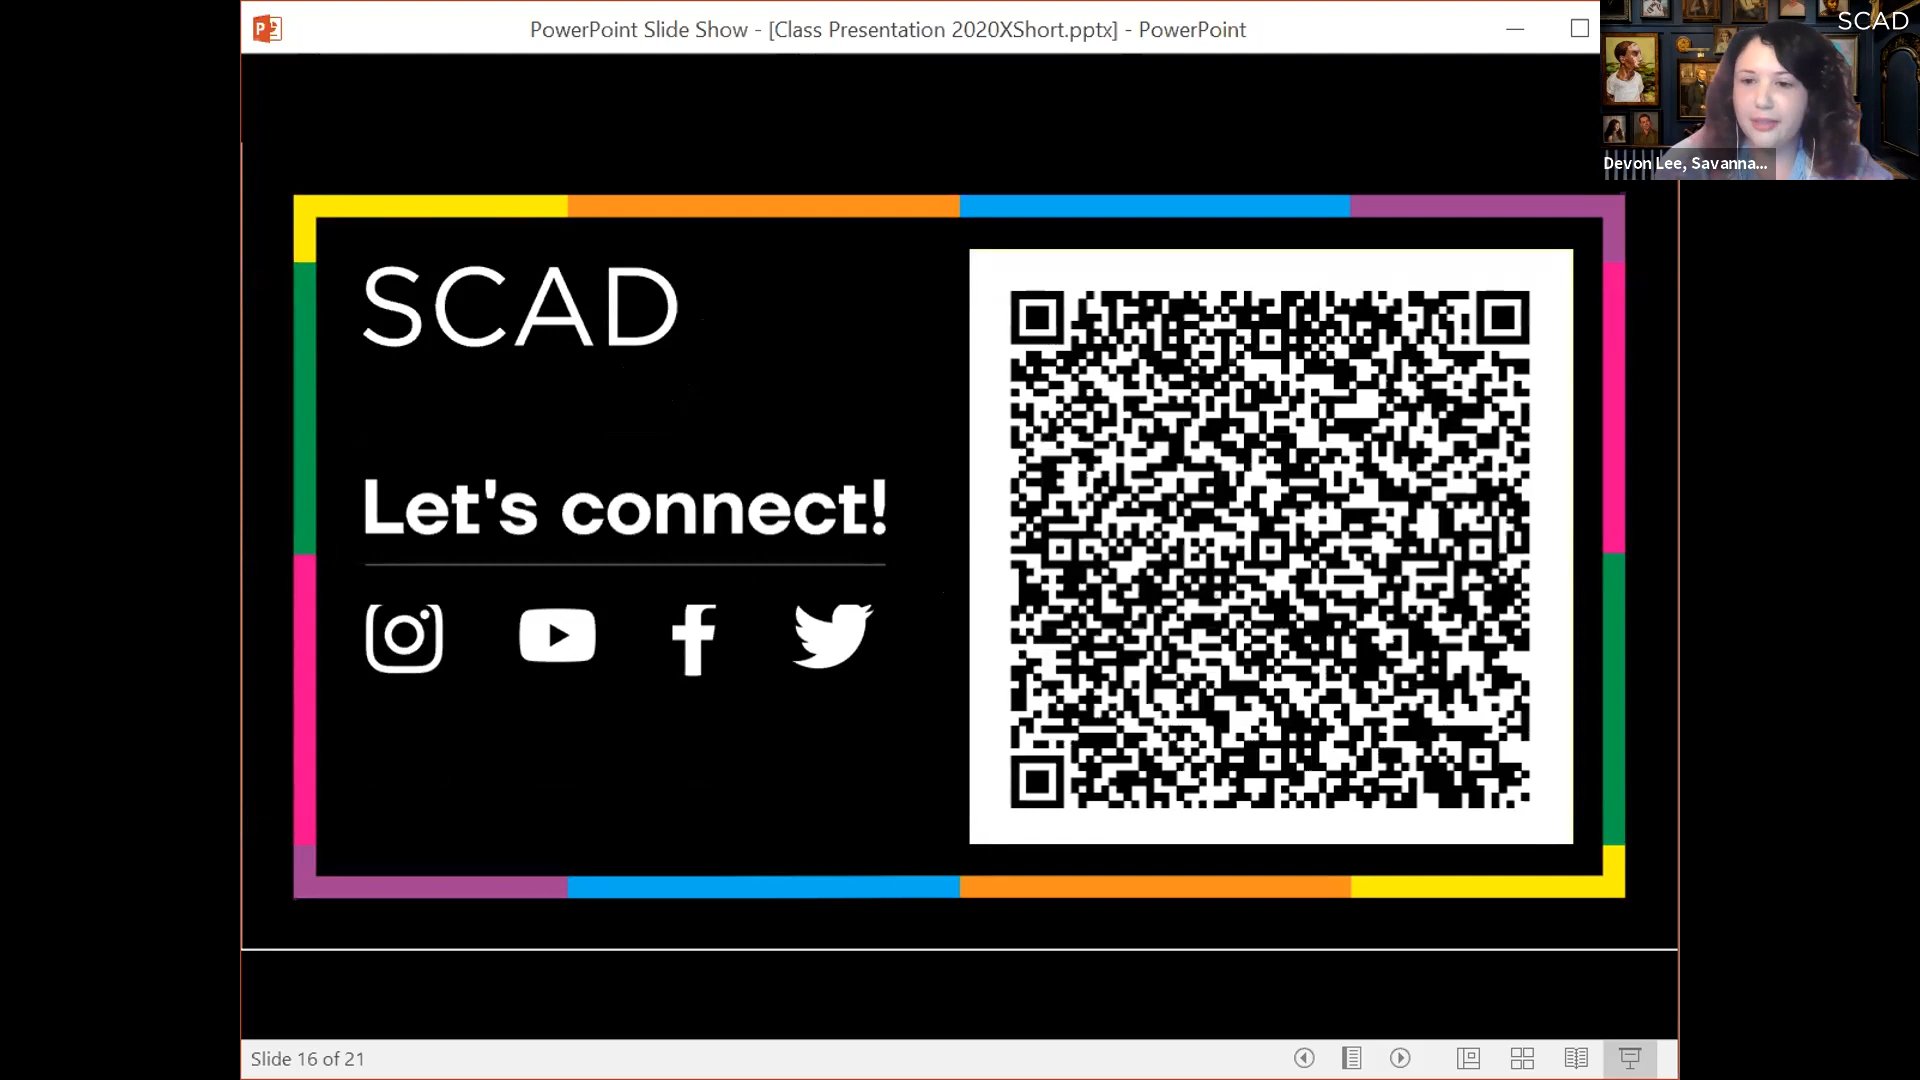 PowerPoint Slide Show - [Class Presentation 2020XShort.pptx] - PowerPoint
SCAD
Devon Lee, Savanna...
SCAD
Let's connect!
Slide 16 of 21